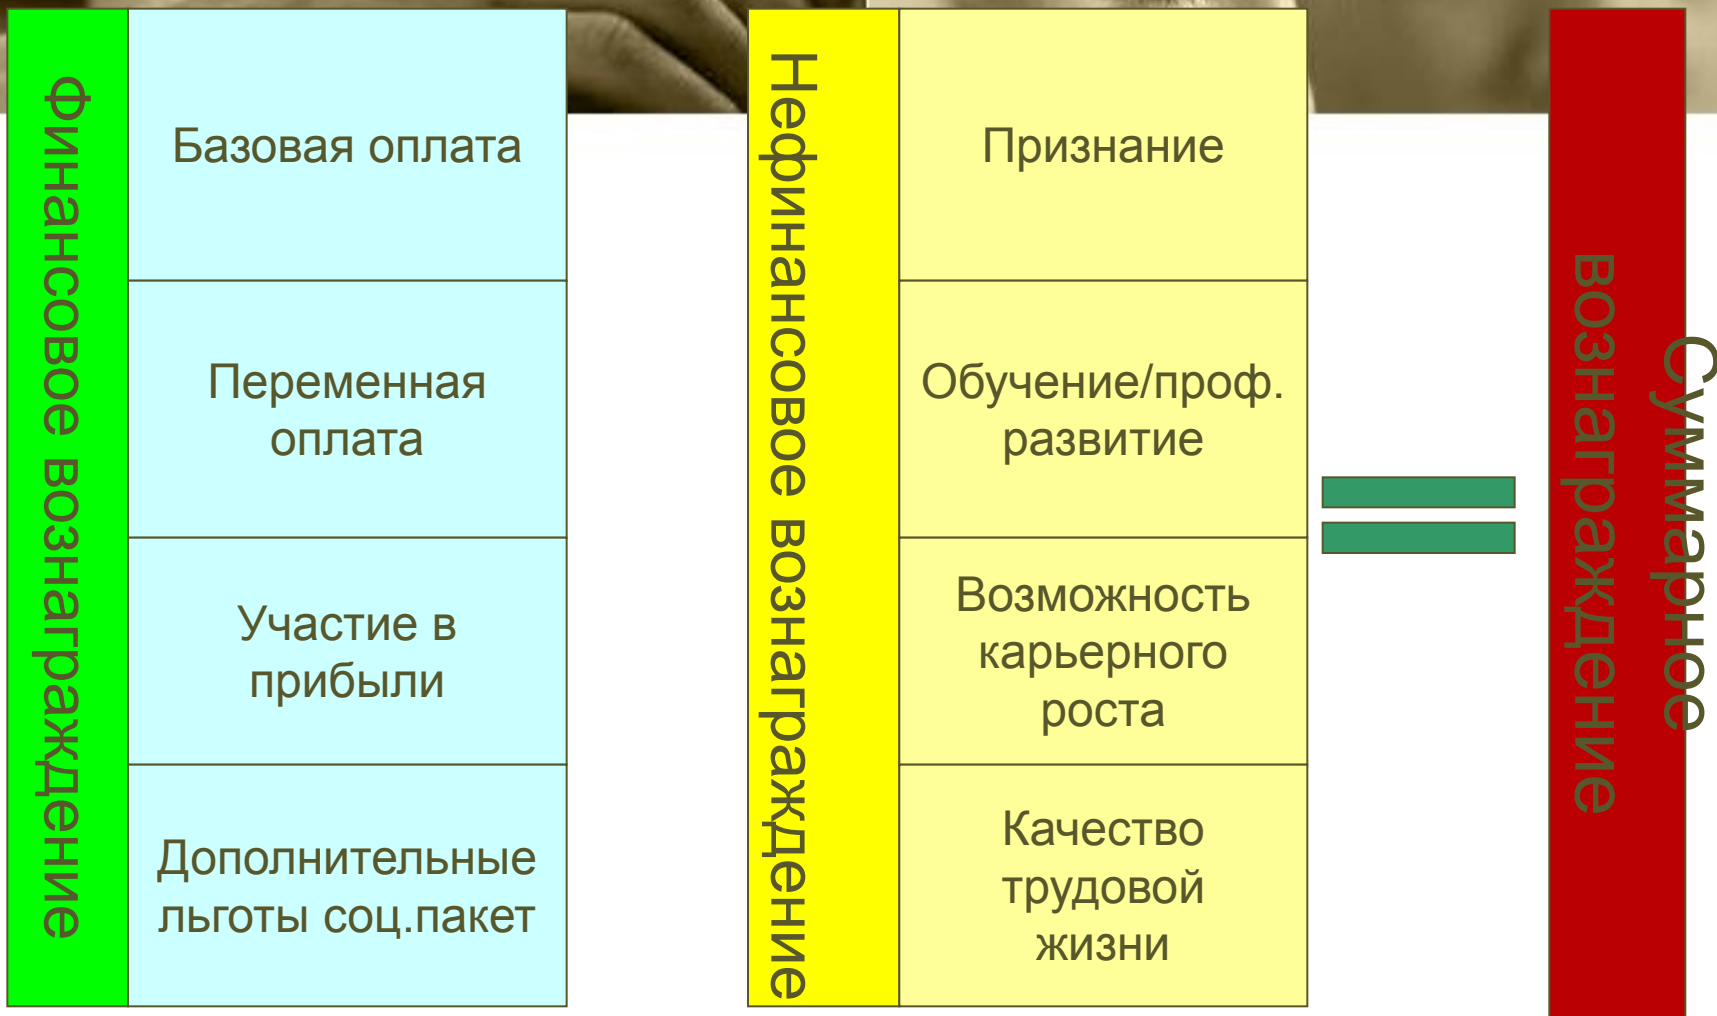 Финансовое вознаграждение
Базовая оплата
Переменная
оплата
Участие в
прибыли
Дополнительные
льготы соц.пакет
Нефинансовое вознаграждение
Признание
Обучение/проф.
развитие
Возможность
карьерного
роста
Качество
трудовой
жизни
Суммарное
вознаграждение